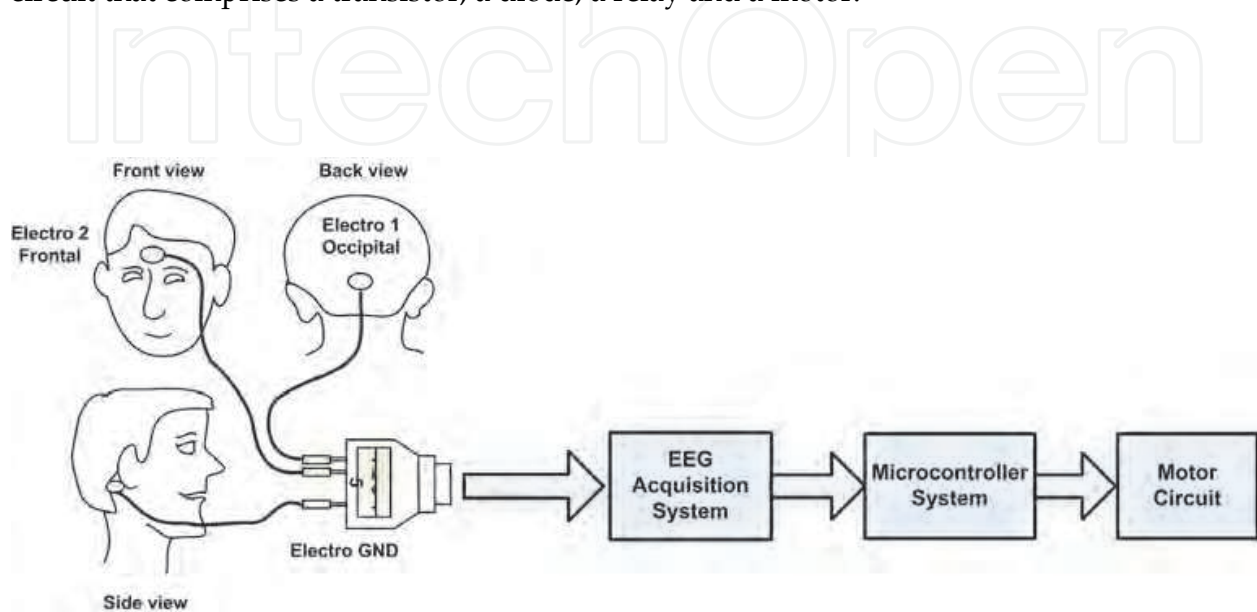 circuit that comprises a transistor, a diode, a relay and a motor.
IntechOpen
Front view
Back view
Electro 2
Frontal
Electro 1
Occipital
EEG
Acquisition
System
Microcontroller
System
Motor
Circuit
Electro GND
Side view